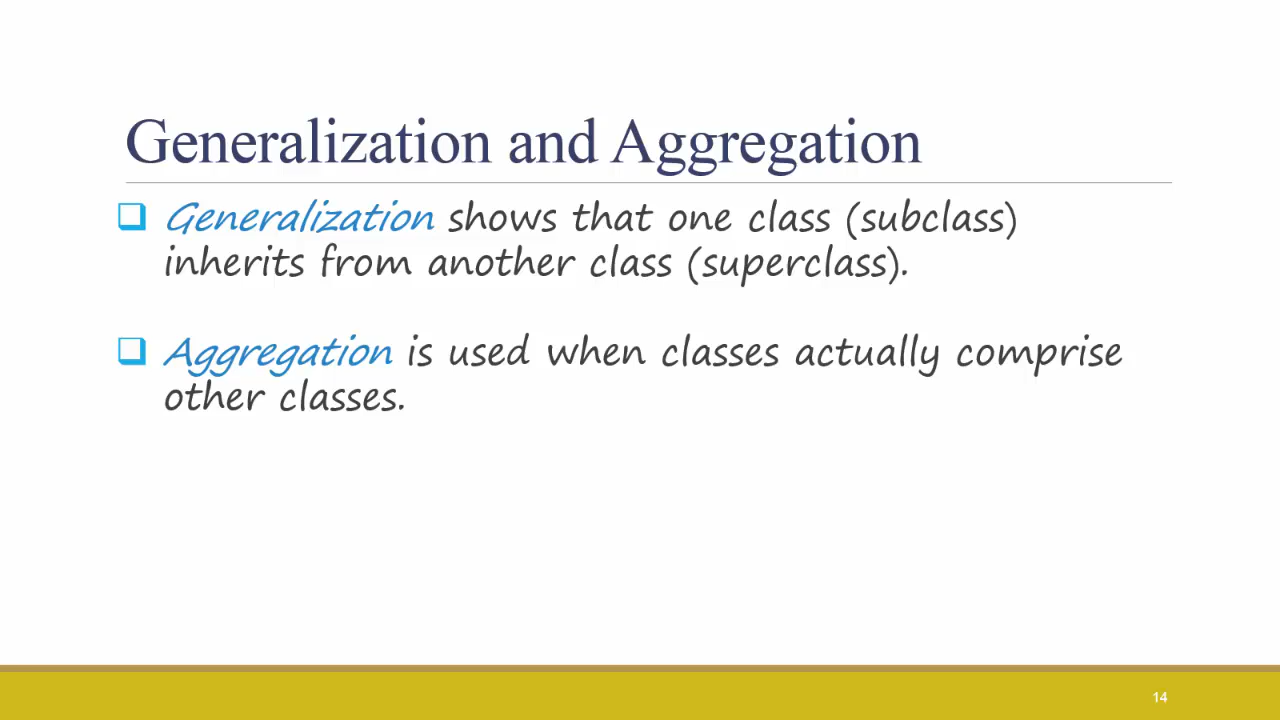 Generalization and Aggregation
Generalization shows that one class (subclass)
inherits from another class (superclass).
Aggregation is used when classes actually comprise
other classes.
14